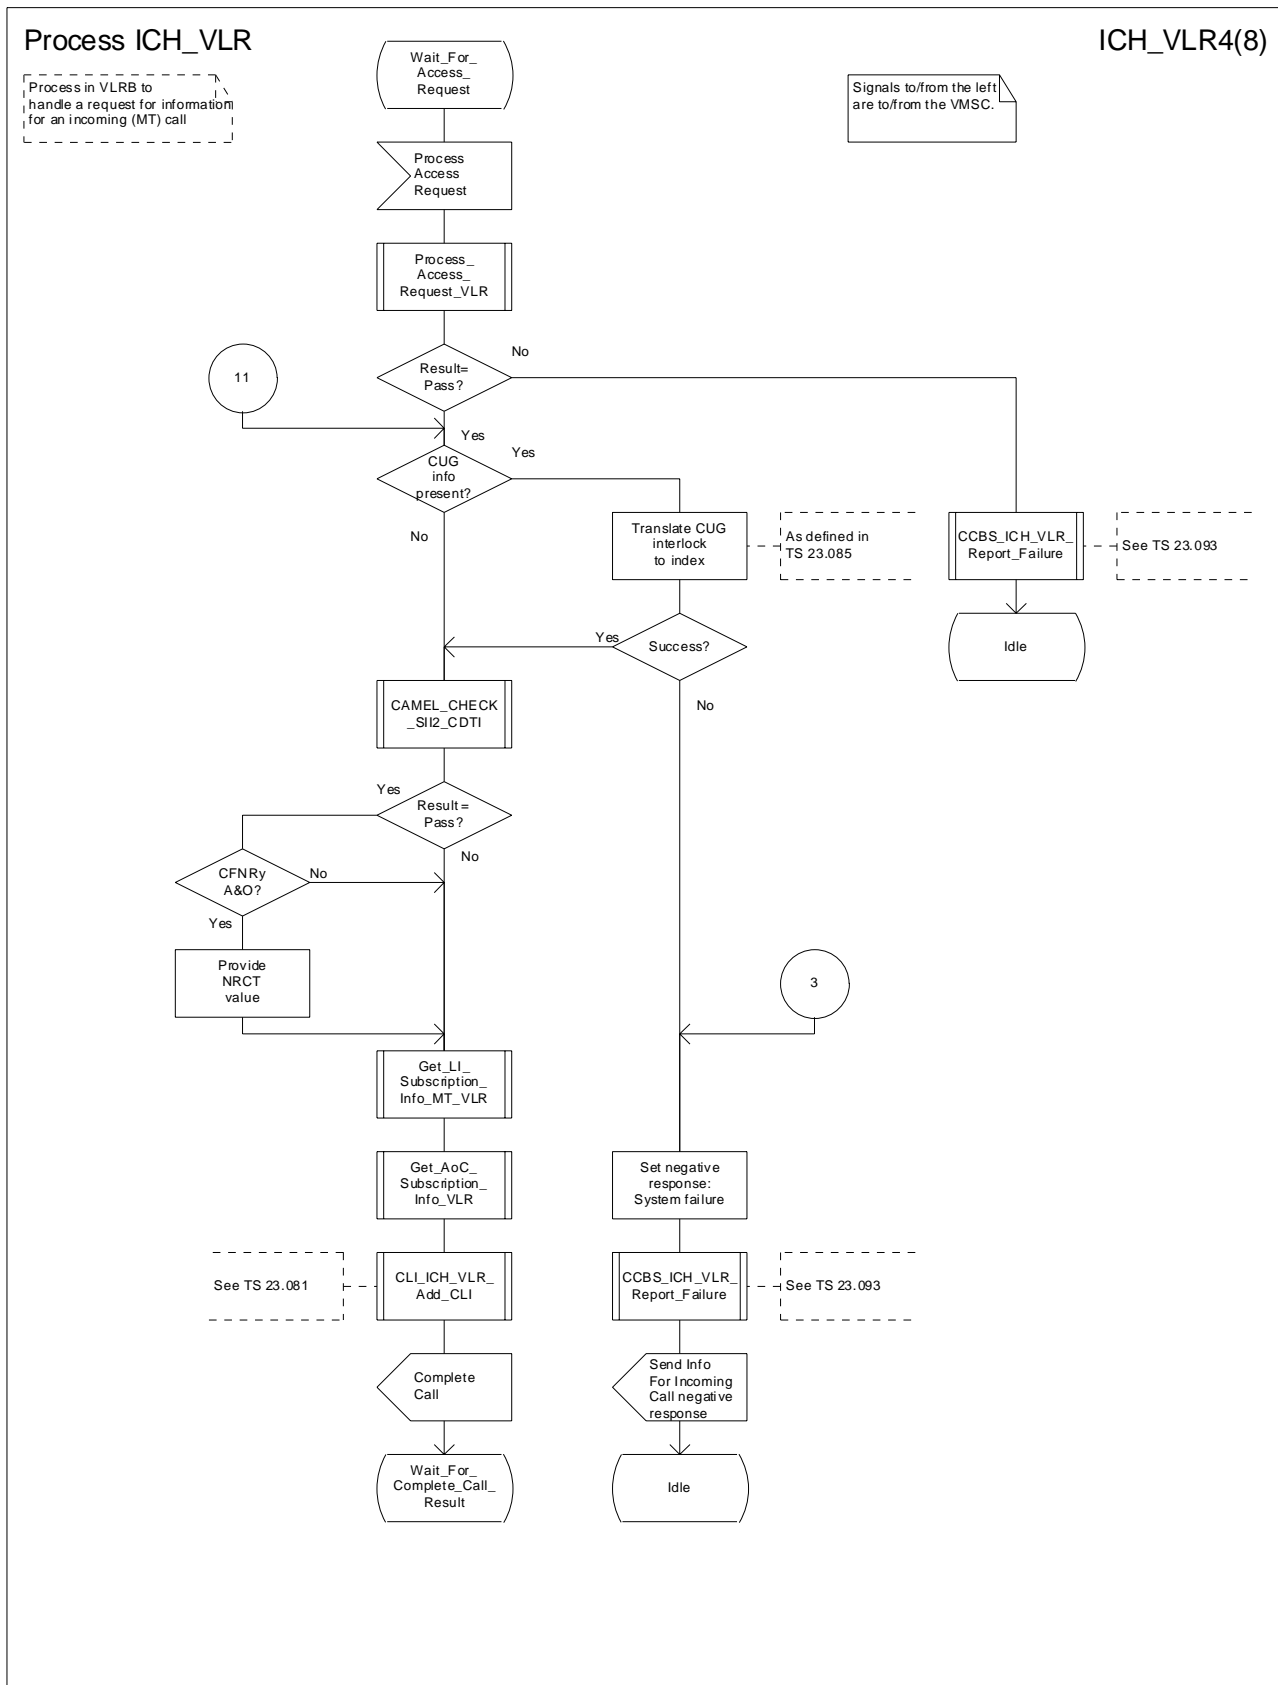 Process ICH_VLR
ICH_VLR4(8)
Process in VLRB to
handle a request for information
for an incoming (MT) call
Wait_For_
Access_
Request
Signals to/from the left
are to/from the VMSC.
Process
Access
Request
Process_
Access_
Request_VLR
No
11
Result=
Pass?
Yes
Yes
CUG
info
present?
No
Translate CUG
interlock
to index
As defined in
TS 23.085
CCBS_ICH_VLR_
Report_Failure
See TS 23.093
Yes
Success?
Idle
No
CAMEL_CHECK
_SII2_CDTI
Yes
Result=
Pass?
No
CFNRy
A&O?
No
Yes
Provide
NRCT
value
3
Get_LI_
Subscription_
Info_MT_VLR
Get_AoC_
Subscription_
Info_VLR
Set negative
response:
System failure
See TS 23.081
CLI_ICH_VLR_
Add_CLI
CCBS_ICH_VLR_
Report_Failure
See TS 23.093
Complete
Call
Send Info
For Incoming
Call negative
response
Wait_For_
Complete_Call_
Result
Idle